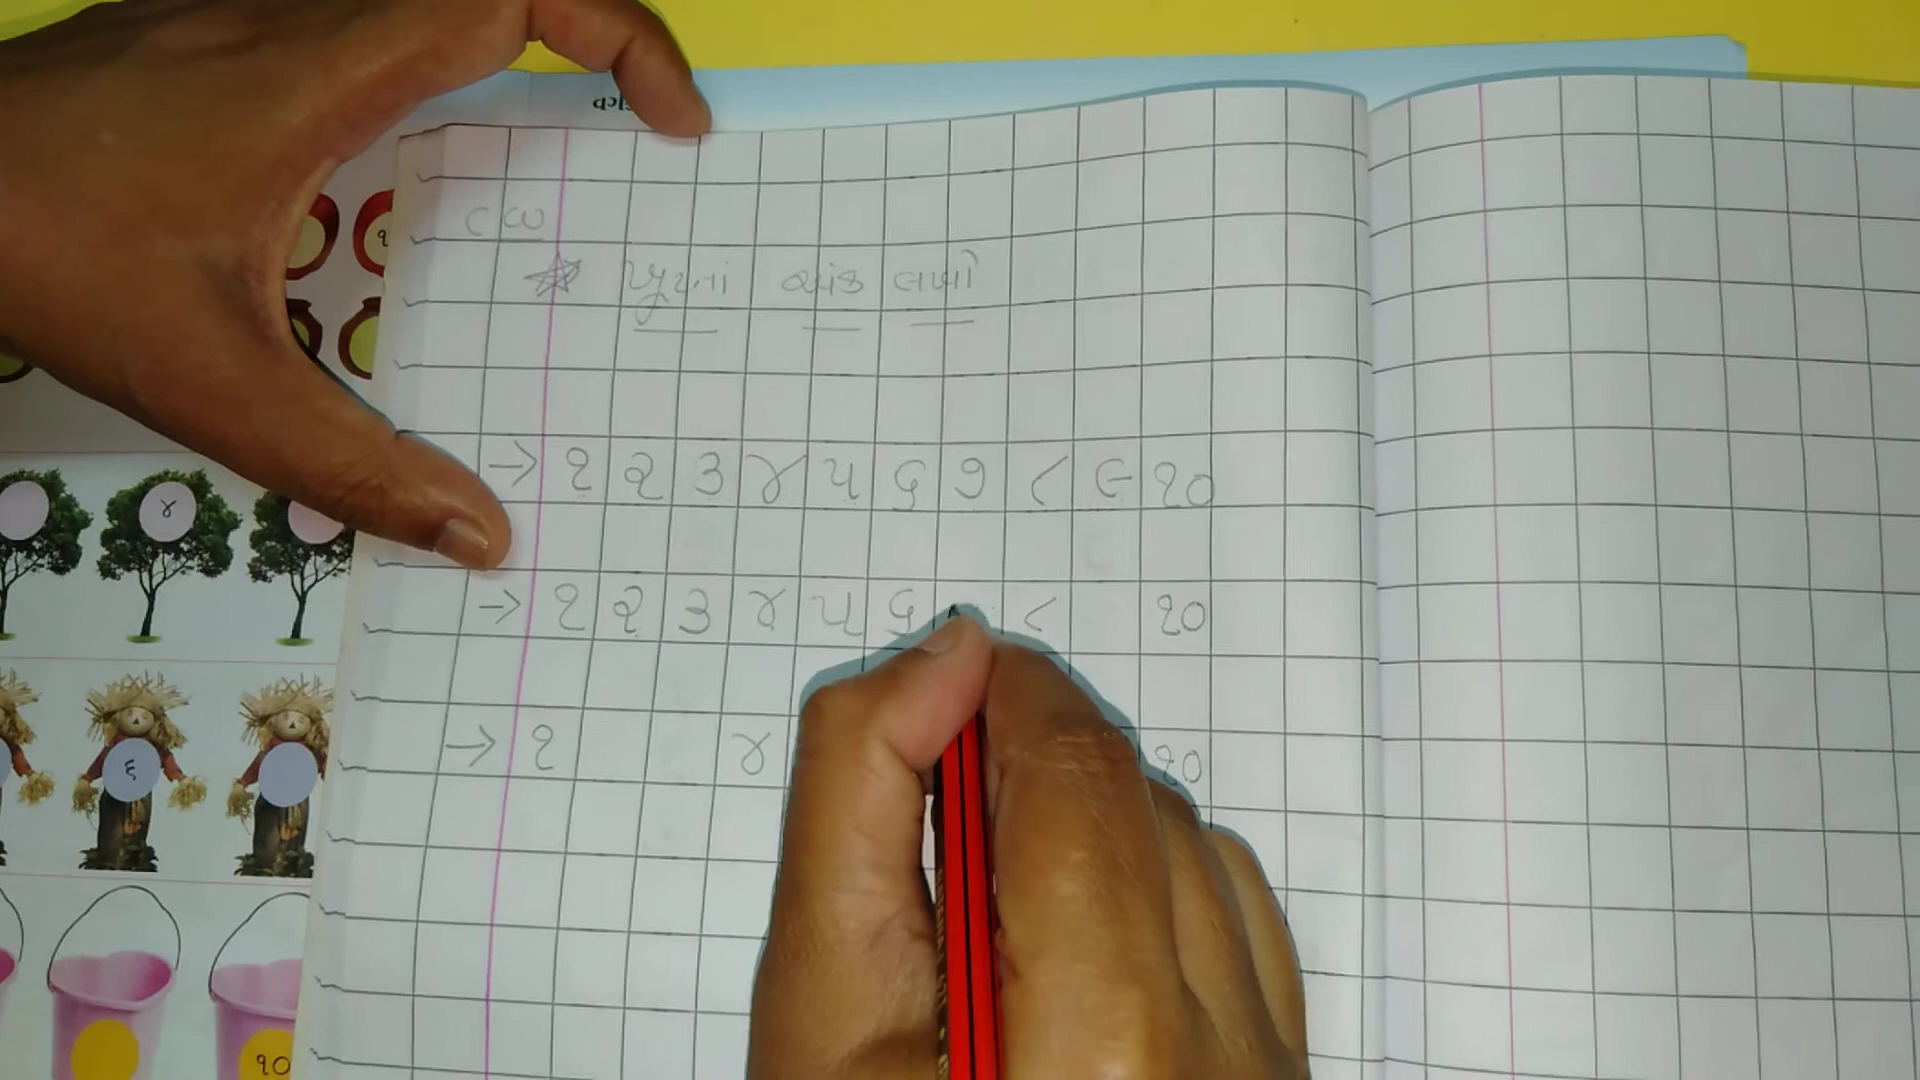 cw
ખુટતાં અંક લખો
→ ૧ ૨ ૩ ૪ ૫ ૬ ૭ ૮ ૯ ૧૦
→ ૧ ૨ ૩ ૪ ૫ ૬ ૮ ૧૦
→ ૧ ૪ ૧૦
૪
૬
૧૦